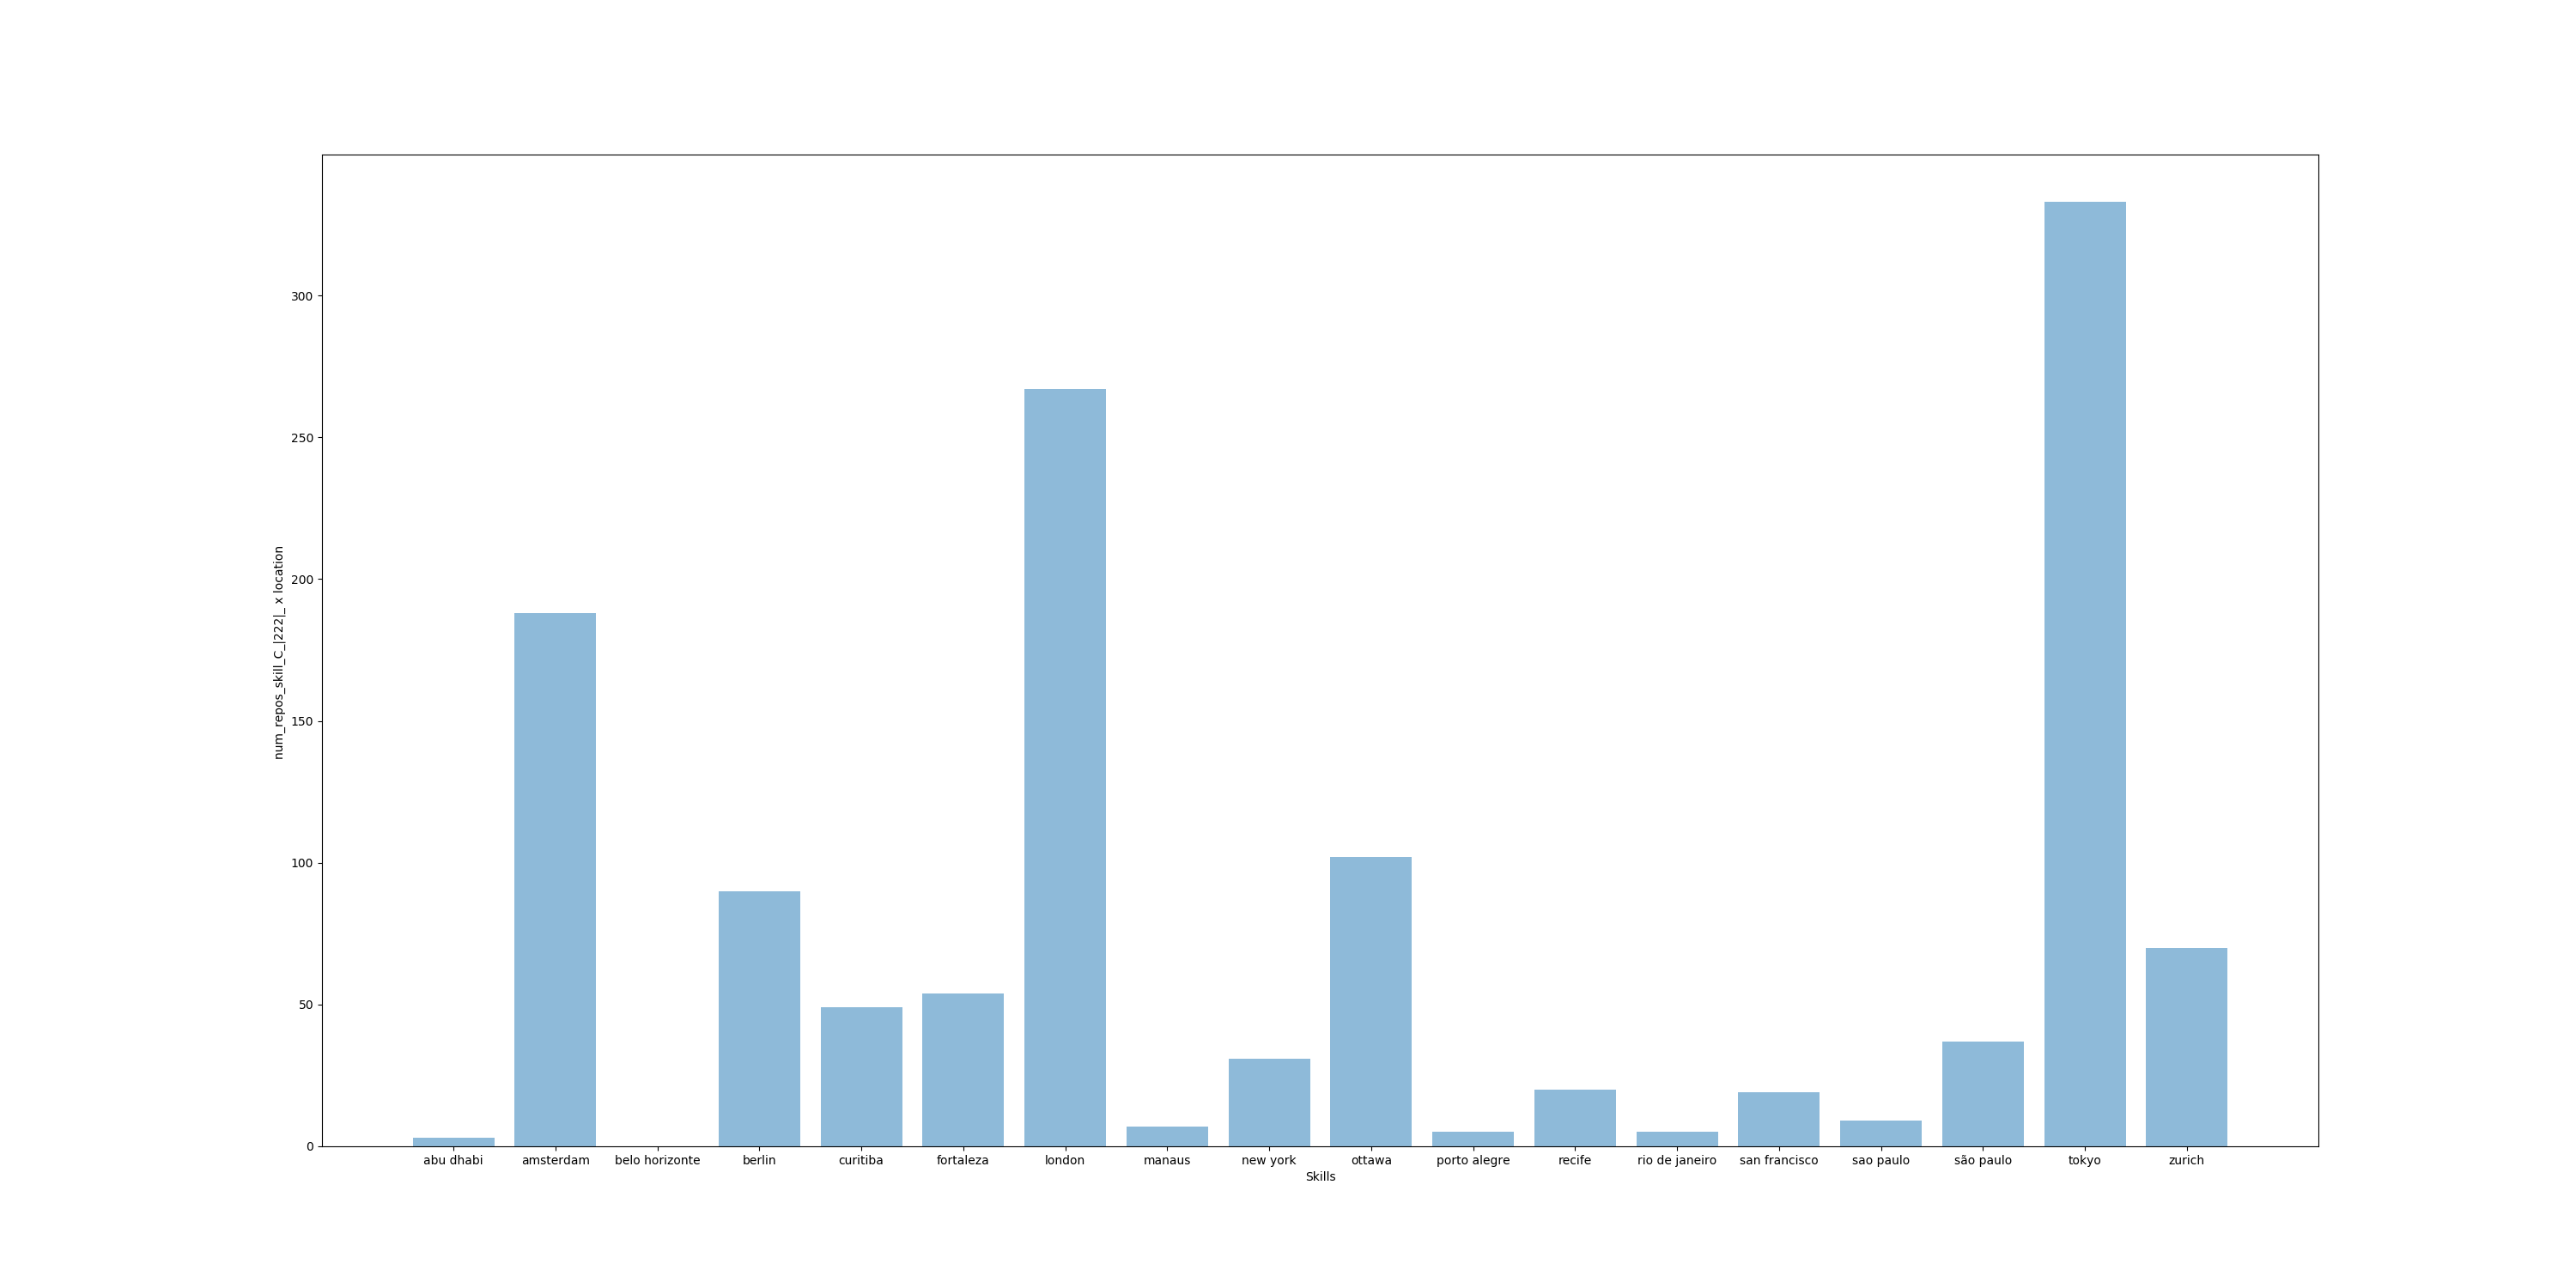 num_repos_skill_C_|222|_ x location
300
250
200
150
100
50
0
abu dhabi amsterdam belo horizonte berlin curitiba fortaleza london manaus new york ottawa porto alegre recife rio de janeiro san francisco sao paulo são paulo tokyo zurich
Skills